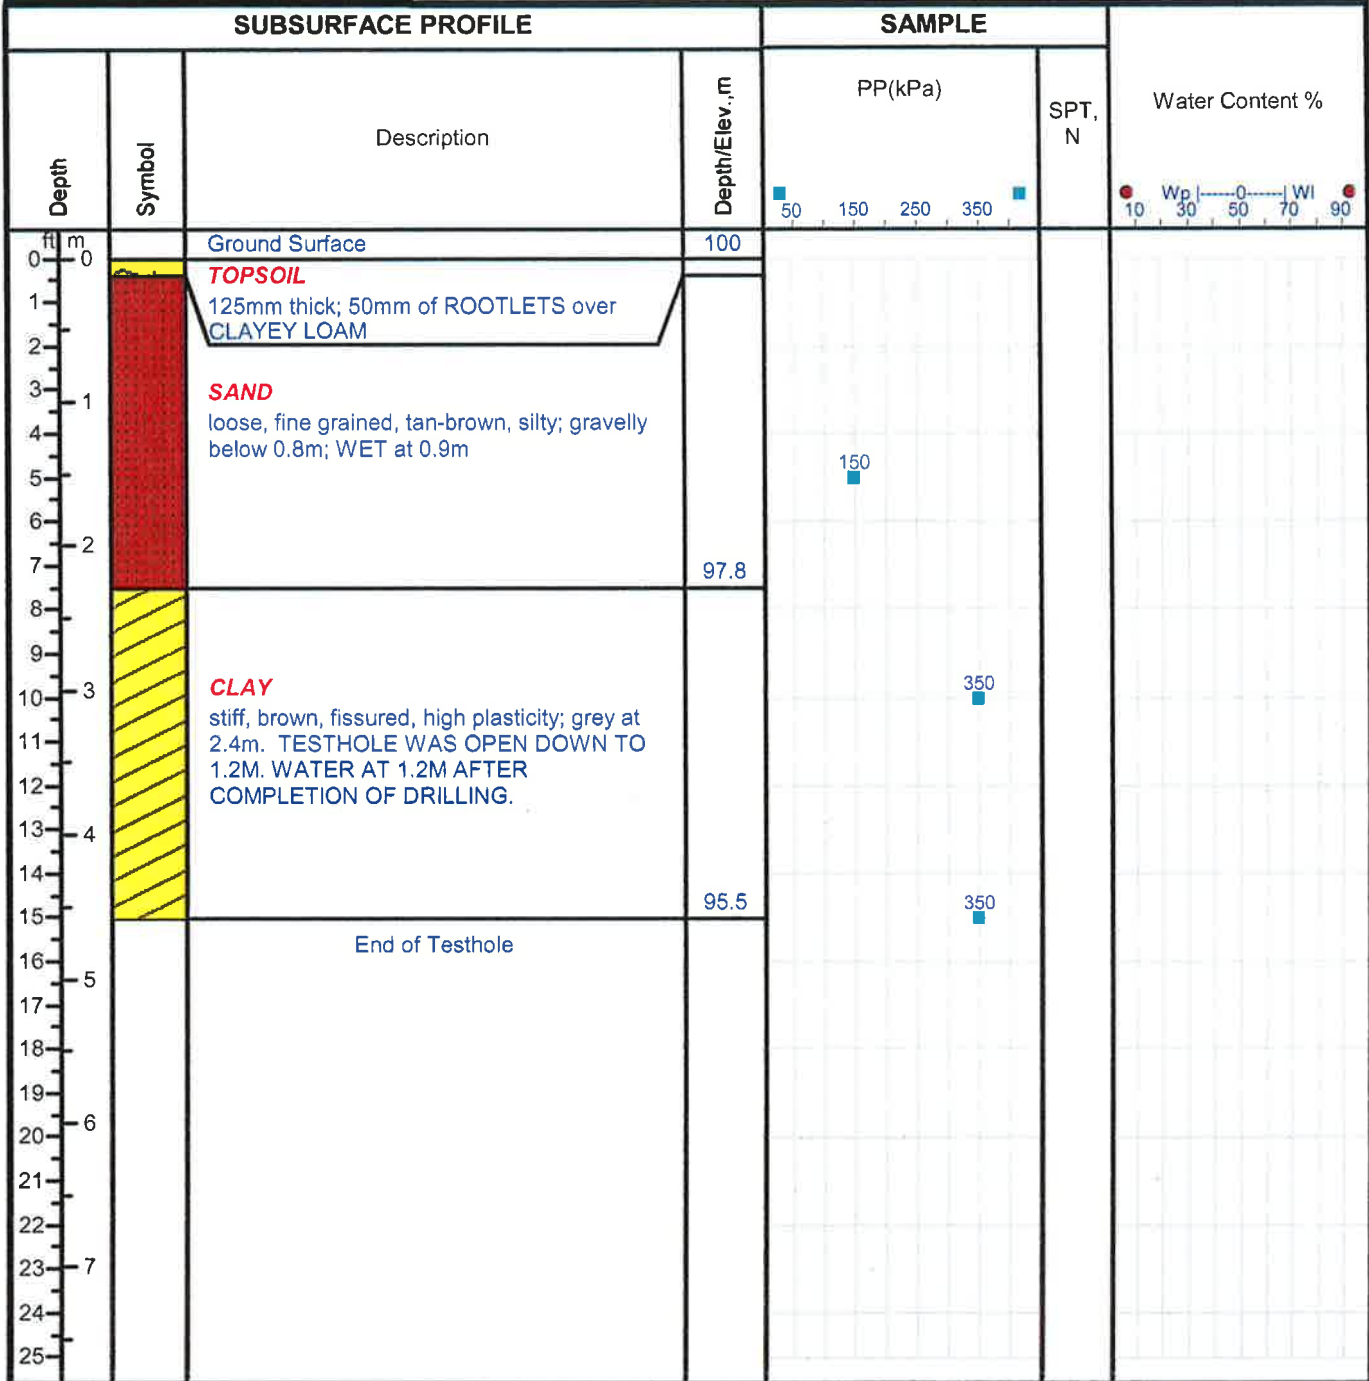 SUBSURFACE PROFILE
SAMPLE
Depth
Symbol
Description
Depth/Elev.,m
PP(kPa)
50 150 250 350
SPT,
N
Water Content %
Wp |-----0-----| Wl
10 30 50 70 90
ft m
Ground Surface
100
0 0
TOPSOIL
125mm thick; 50mm of ROOTLETS over
CLAYEY LOAM
1
2
SAND
loose, fine grained, tan-brown, silty; gravelly
below 0.8m; WET at 0.9m
3
1
4
150
5
6
2
7
97.8
8
9
CLAY
stiff, brown, fissured, high plasticity; grey at
2.4m. TESTHOLE WAS OPEN DOWN TO
1.2M. WATER AT 1.2M AFTER
COMPLETION OF DRILLING.
350
3
10
11
12
13
4
14
95.5
350
15
End of Testhole
16
5
17
18
19
6
20
21
22
23
7
24
25